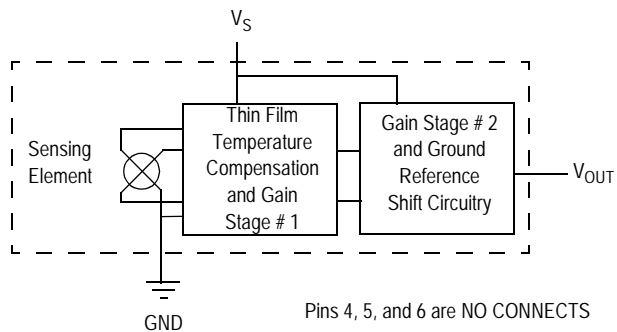 VS
Sensing
Element
Thin Film
Temperature
Compensation
and Gain
Stage # 1
Gain Stage # 2
and Ground
Reference
Shift Circuitry
VOUT
GND
Pins 4, 5, and 6 are NO CONNECTS